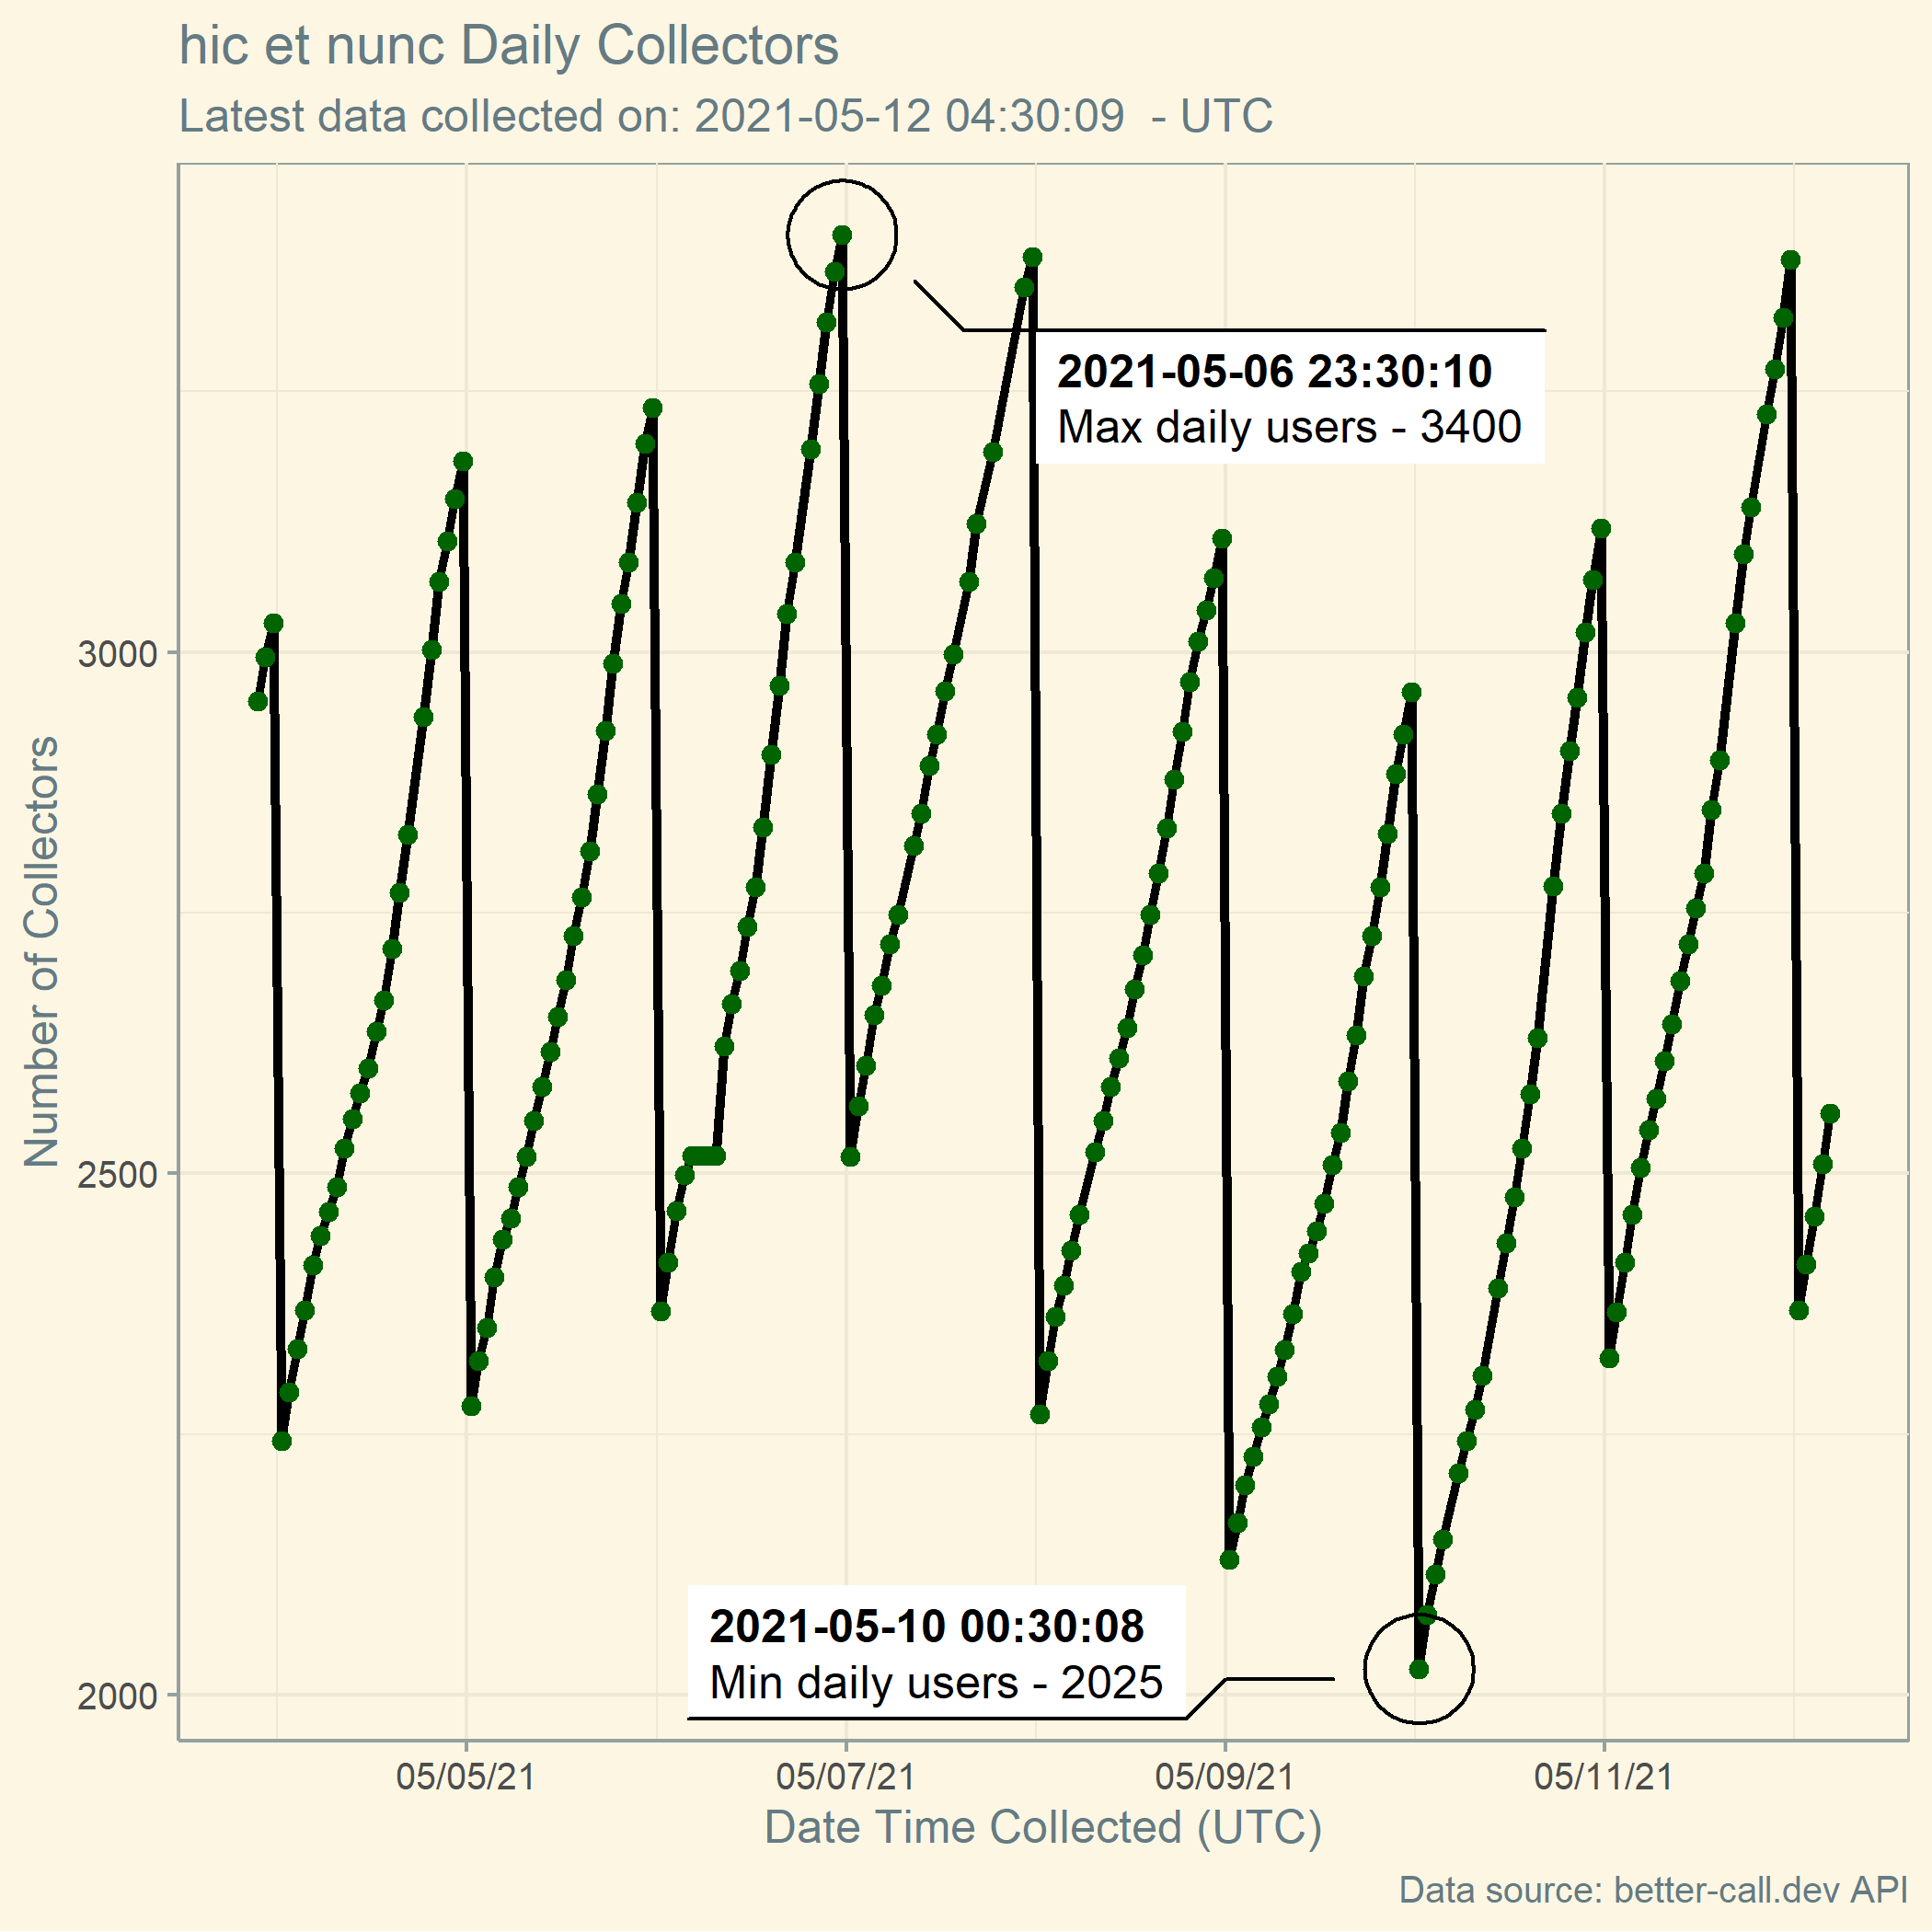 hic et nunc Daily Collectors
Latest data collected on: 2021-05-12 04:30:09  - UTC
2021-05-06 23:30:10
Max daily users - 3400
3000
Number of Collectors
2500
2021-05-10 00:30:08
Min daily users - 2025
2000
05/05/21
05/07/21
05/09/21
05/11/21
Date Time Collected (UTC)
Data source: better-call.dev API